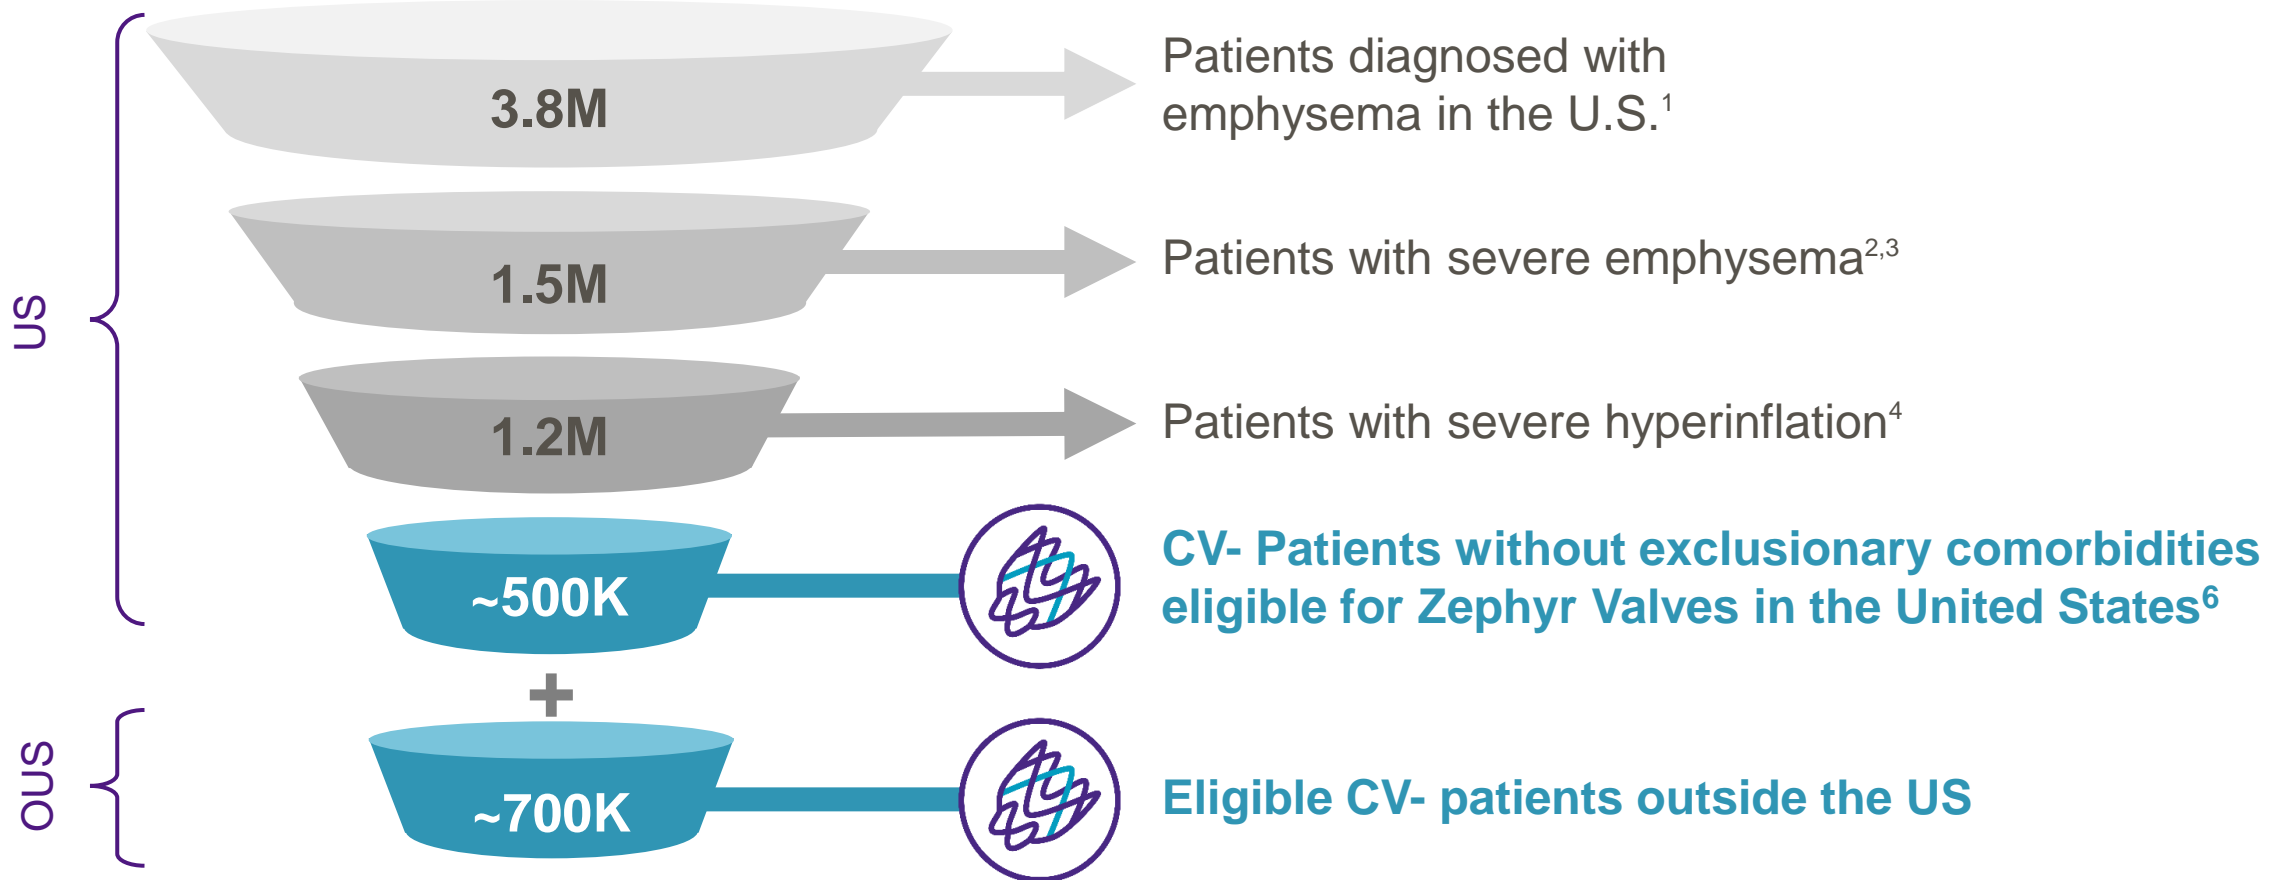 US
3.8M
Patients diagnosed with
emphysema in the U.S.1
1.5M
Patients with severe emphysema2,3
1.2M
Patients with severe hyperinflation4
~500K
CV- Patients without exclusionary comorbidities
eligible for Zephyr Valves in the United States6
+
OUS
~700K
Eligible CV- patients outside the US